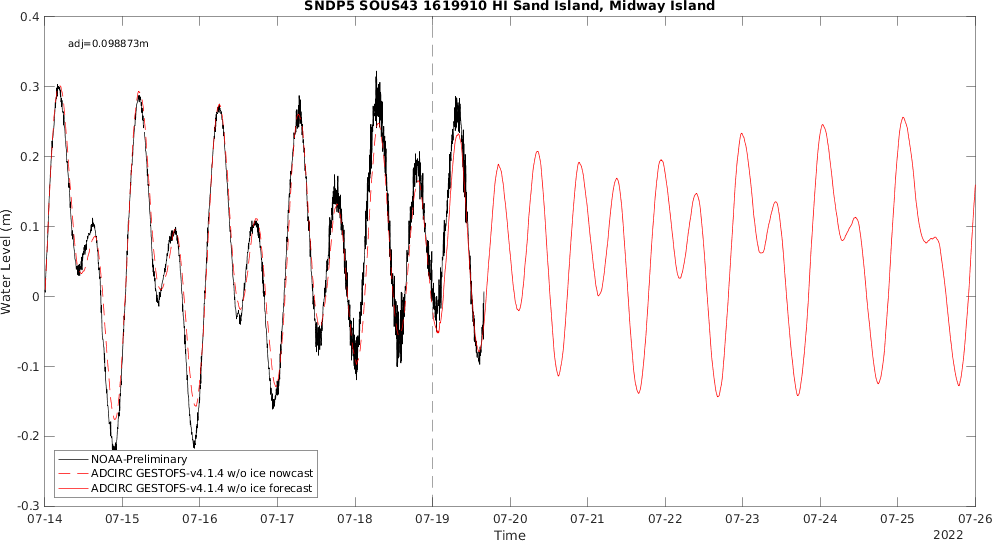 SNDP5 SOUS43 1619910 HI Sand Island, Midway Island
adj=0.098873m
0.4
0.3
0.2
0.1
0
-0.1
-0.2
-0.3
Water Level (m)
NOAA-Preliminary
ADCIRC GESTOFS-v4.1.4 w/o ice nowcast
ADCIRC GESTOFS-v4.1.4 w/o ice forecast
07-14 07-15 07-16 07-17 07-18 07-19 07-20 07-21 07-22 07-23 07-24 07-25 07-26
Time
2022